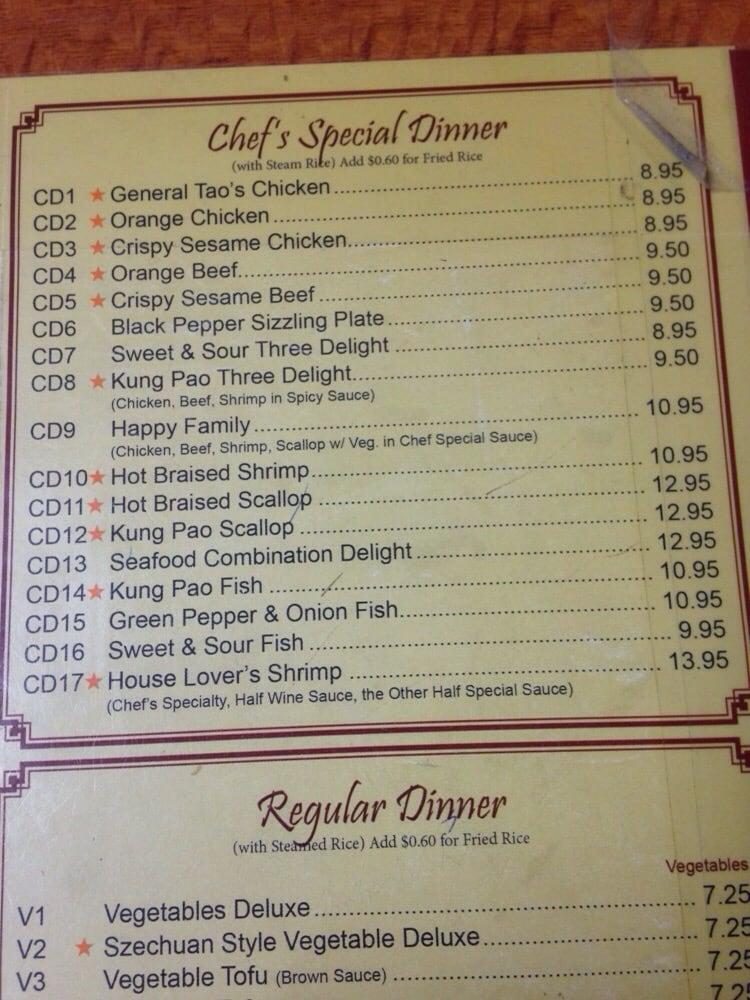 Chef's Special Dinner
(with Steam Rice) Add $0.60 for Fried Rice
CD1 ★ General Tao's Chicken 8.95
CD2 ★ Orange Chicken 8.95
CD3 ★ Crispy Sesame Chicken 8.95
CD4 ★ Orange Beef 9.50
CD5 ★ Crispy Sesame Beef 9.50
CD6 Black Pepper Sizzling Plate 9.50
CD7 Sweet & Sour Three Delight 8.95
CD8 ★ Kung Pao Three Delight 9.50
(Chicken, Beef, Shrimp in Spicy Sauce)
CD9 Happy Family 10.95
(Chicken, Beef, Shrimp, Scallop w/ Veg. in Chef Special Sauce)
CD10 ★ Hot Braised Shrimp 10.95
CD11 ★ Hot Braised Scallop 12.95
CD12 ★ Kung Pao Scallop 12.95
CD13 Seafood Combination Delight 12.95
CD14 ★ Kung Pao Fish 10.95
CD15 Green Pepper & Onion Fish 10.95
CD16 Sweet & Sour Fish 9.95
CD17 ★ House Lover's Shrimp 13.95
(Chef's Specialty, Half Wine Sauce, the Other Half Special Sauce)
Regular Dinner
(with Steamed Rice) Add $0.60 for Fried Rice
Vegetables
V1 Vegetables Deluxe 7.25
V2 ★ Szechuan Style Vegetable Deluxe 7.25
V3 Vegetable Tofu (Brown Sauce) 7.25